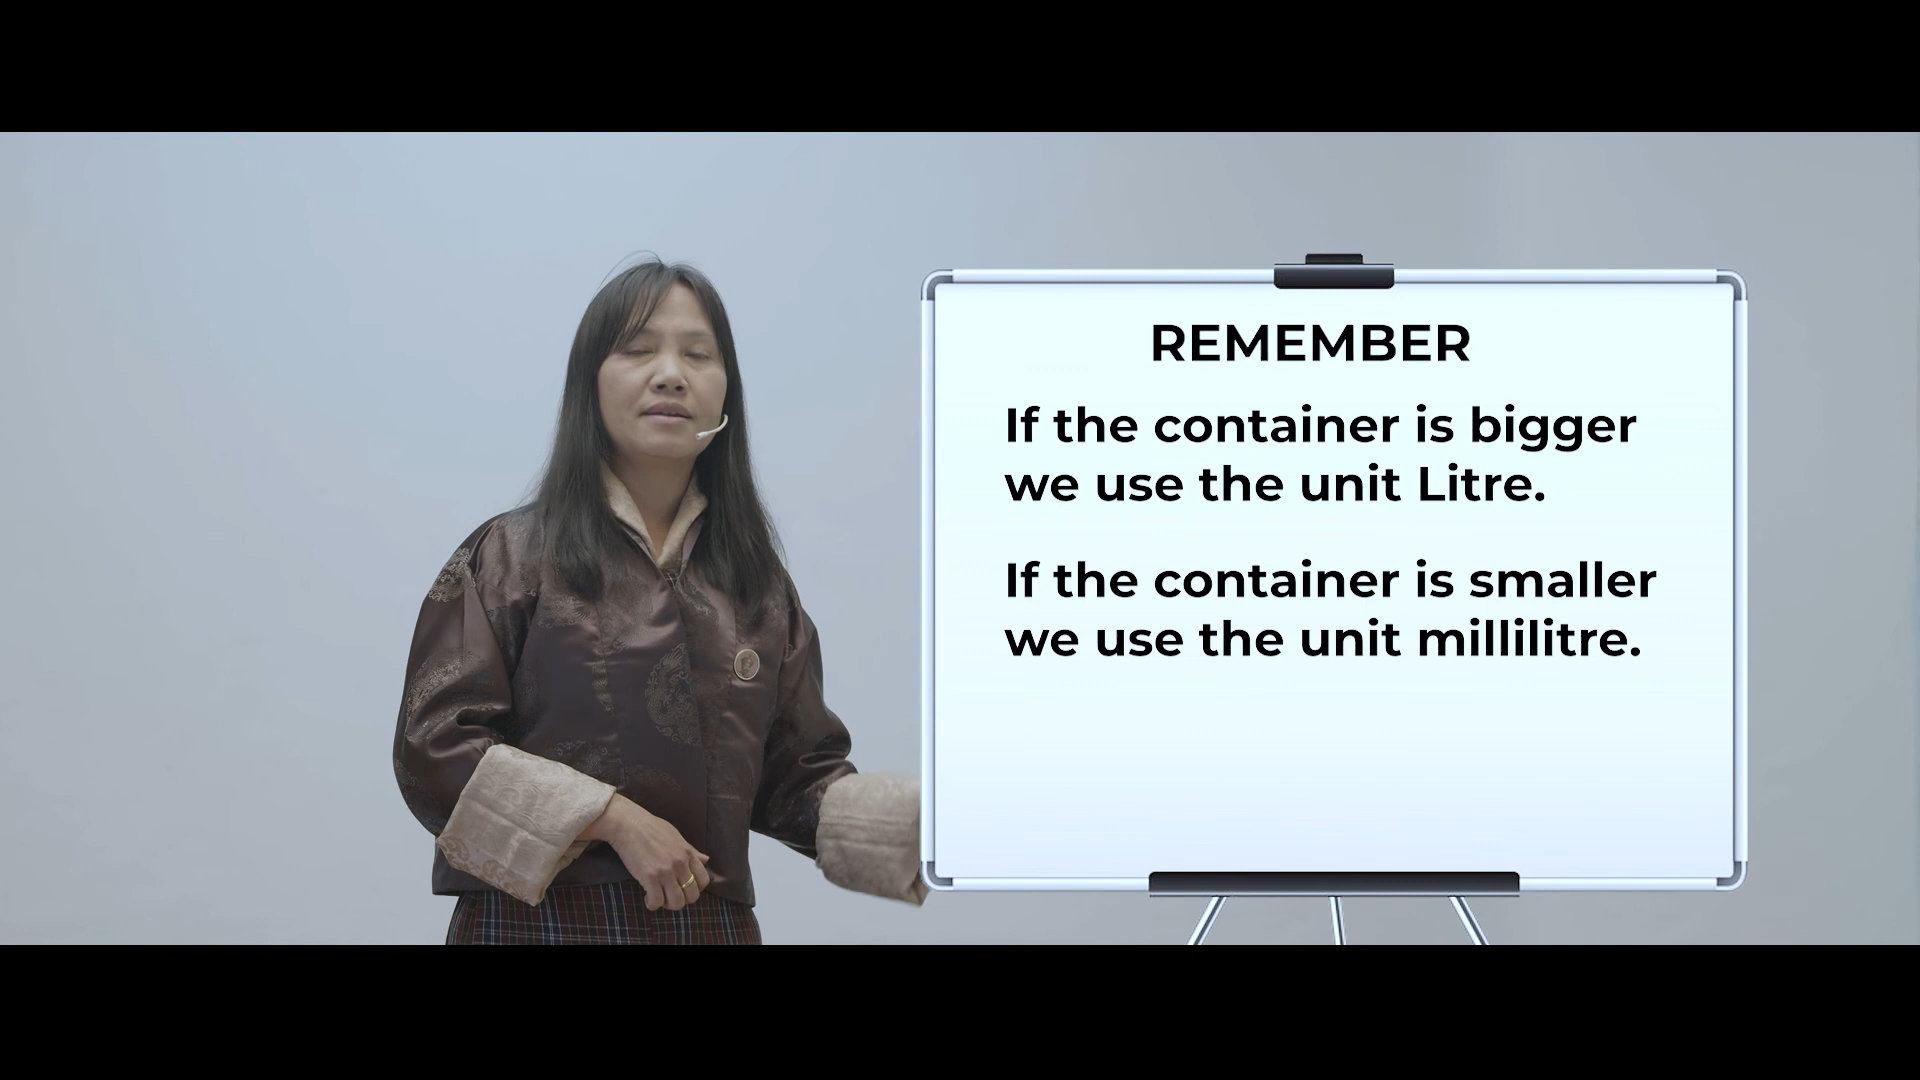 REMEMBER
If the container is bigger
we use the unit Litre.
If the container is smaller
we use the unit millilitre.